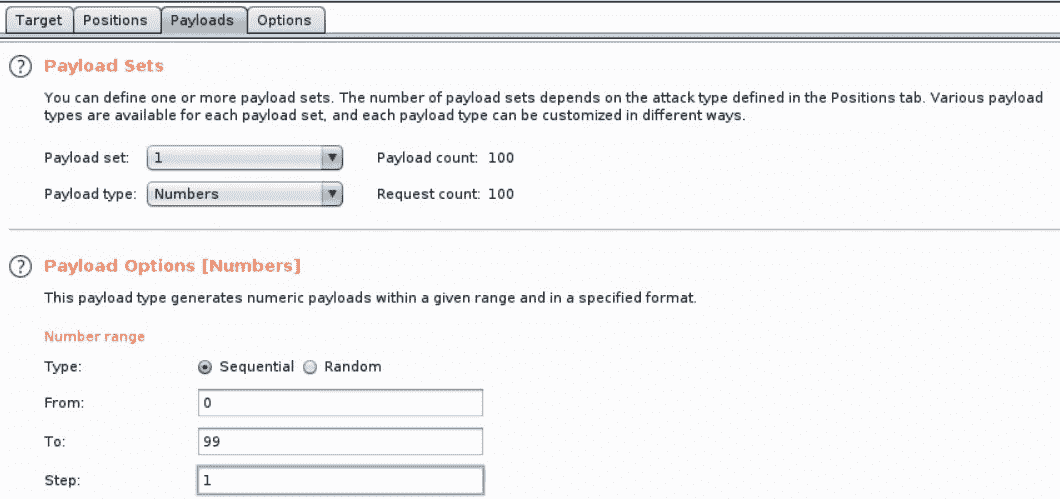 Target Positions Payloads Options
? Payload Sets
You can define one or more payload sets. The number of payload sets depends on the attack type defined in the Positions tab. Various payload
types are available for each payload set, and each payload type can be customized in different ways.
Payload set: 1 Payload count: 100
Payload type: Numbers Request count: 100
? Payload Options [Numbers]
This payload type generates numeric payloads within a given range and in a specified format.
Number range
Type: Sequential Random
From: 0
To: 99
Step: 1